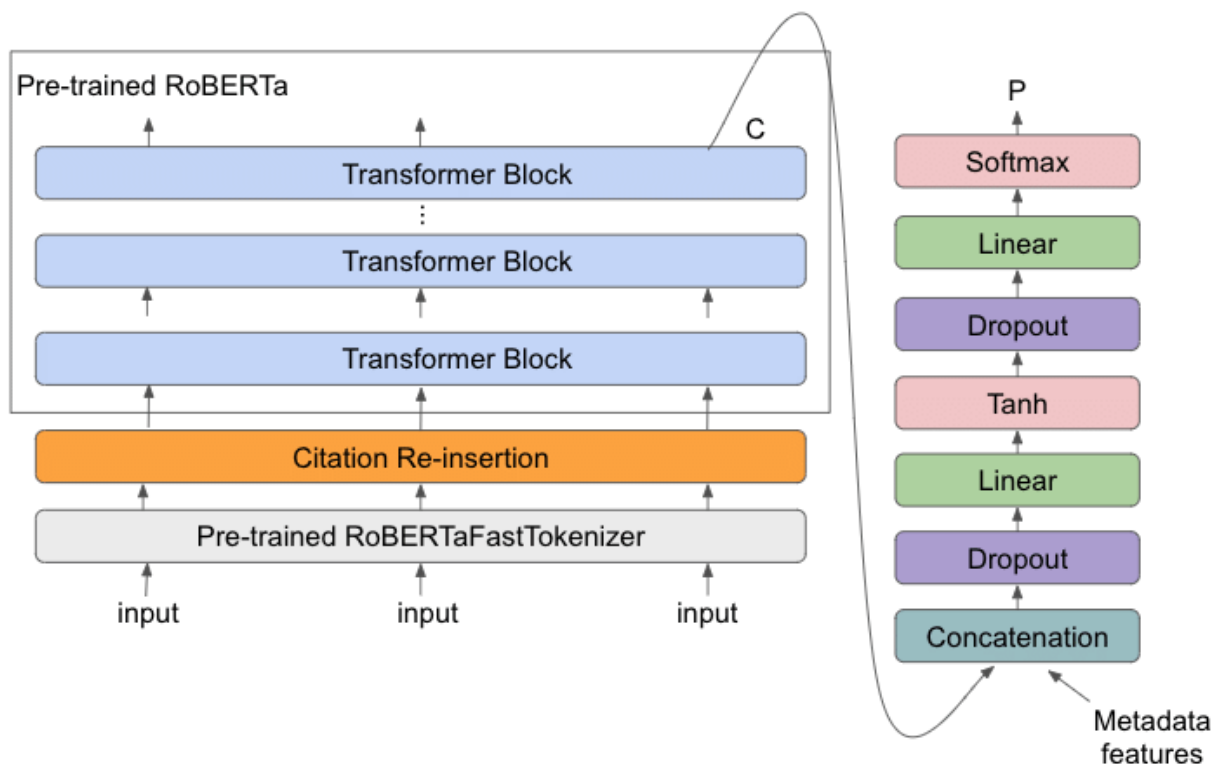 Pre-trained RoBERTa
C
Transformer Block
⋮
Transformer Block
Transformer Block
Citation Re-insertion
Pre-trained RoBERTaFastTokenizer
input input input
P
Softmax
Linear
Dropout
Tanh
Linear
Dropout
Concatenation
Metadata
features